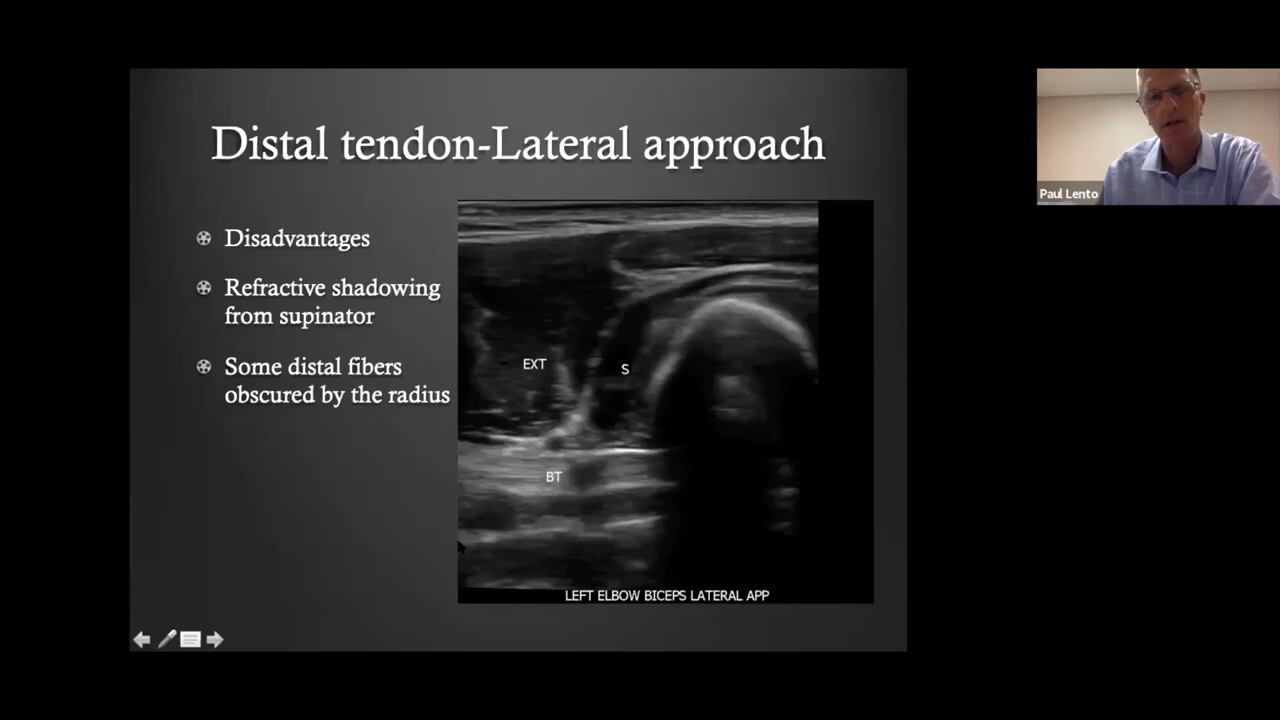 Distal tendon-Lateral approach
Disadvantages
Refractive shadowing
from supinator
Some distal fibers
obscured by the radius
EXT
S
BT
LEFT ELBOW BICEPS LATERAL APP
Paul Lento